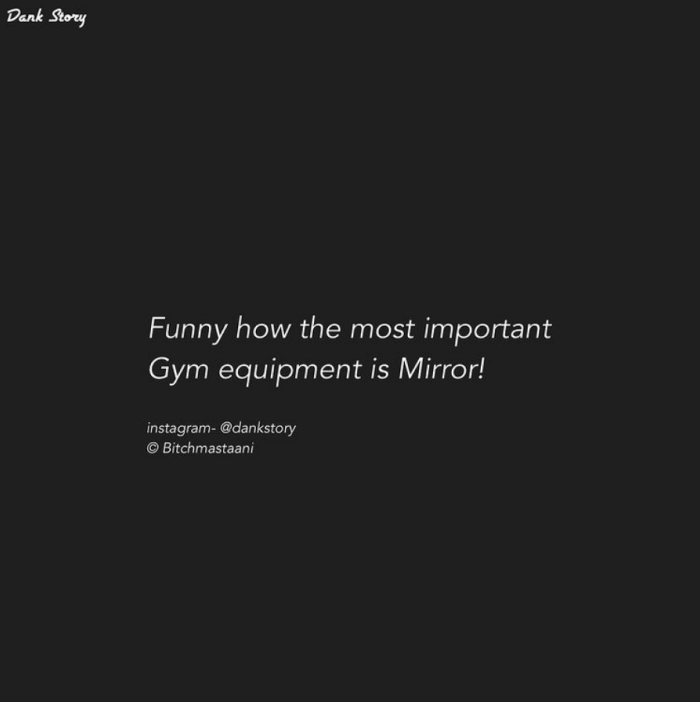 Dank Story
Funny how the most important
Gym equipment is Mirror!
instagram- @dankstory
© Bitchmastaani